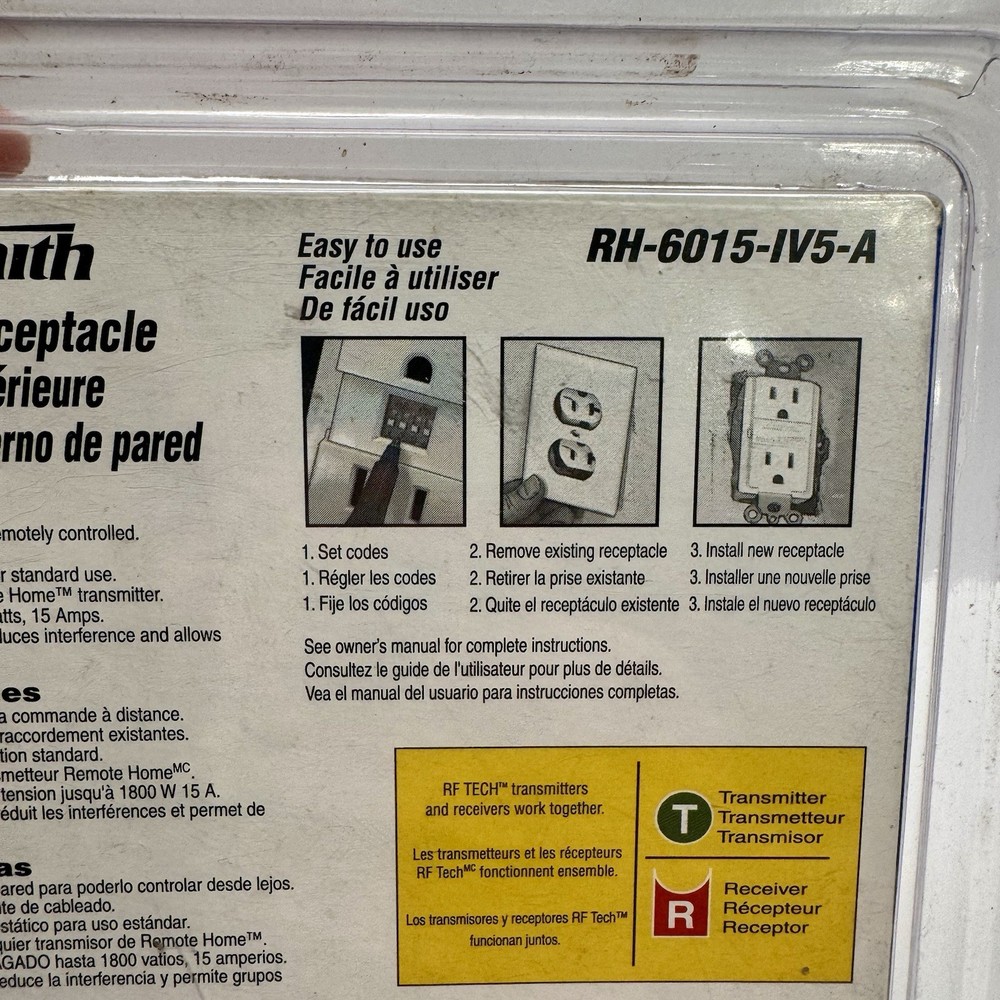 Easy to use
Facile à utiliser
De fácil uso
RH-6015-IV5-A
1. Set codes
1. Régler les codes
1. Fije los códigos
2. Remove existing receptacle
2. Retirer la prise existante
2. Quite el receptáculo existente
3. Install new receptacle
3. Installer une nouvelle prise
3. Instale el nuevo receptáculo
See owner's manual for complete instructions.
Consultez le guide de l'utilisateur pour plus de détails.
Vea el manual del usuario para instrucciones completas.
ith
ceptacle
érieure
rno de pared
emotely controlled.
r standard use.
e Home™ transmitter.
atts, 15 Amps.
duces interference and allows
es
a commande à distance.
raccordement existantes.
tion standard.
smetteur Remote HomeMC.
tension jusqu'à 1800 W 15 A.
éduit les interférences et permet de
as
ared para poderlo controlar desde lejos.
te de cableado.
stático para uso estándar.
quier transmisor de Remote Home™.
AGADO hasta 1800 vatios, 15 amperios.
educe la interferencia y permite grupos
RF TECH™ transmitters
and receivers work together.
Les transmetteurs et les récepteurs
RF TechMC fonctionnent ensemble.
Los transmisores y receptores RF Tech™
funcionan juntos.
T
Transmitter
Transmetteur
Transmisor
R
Receiver
Récepteur
Receptor